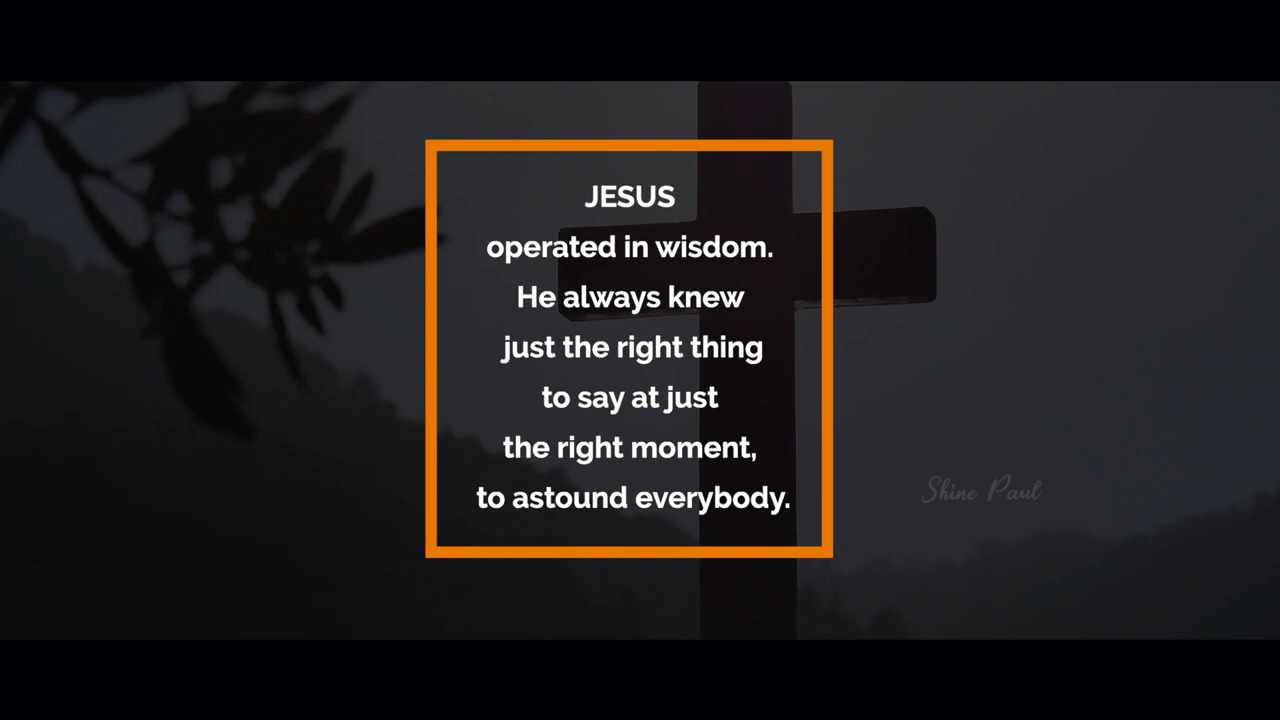 JESUS
operated in wisdom.
He always knew
just the right thing
to say at just
the right moment,
to astound everybody.
Shine Paul